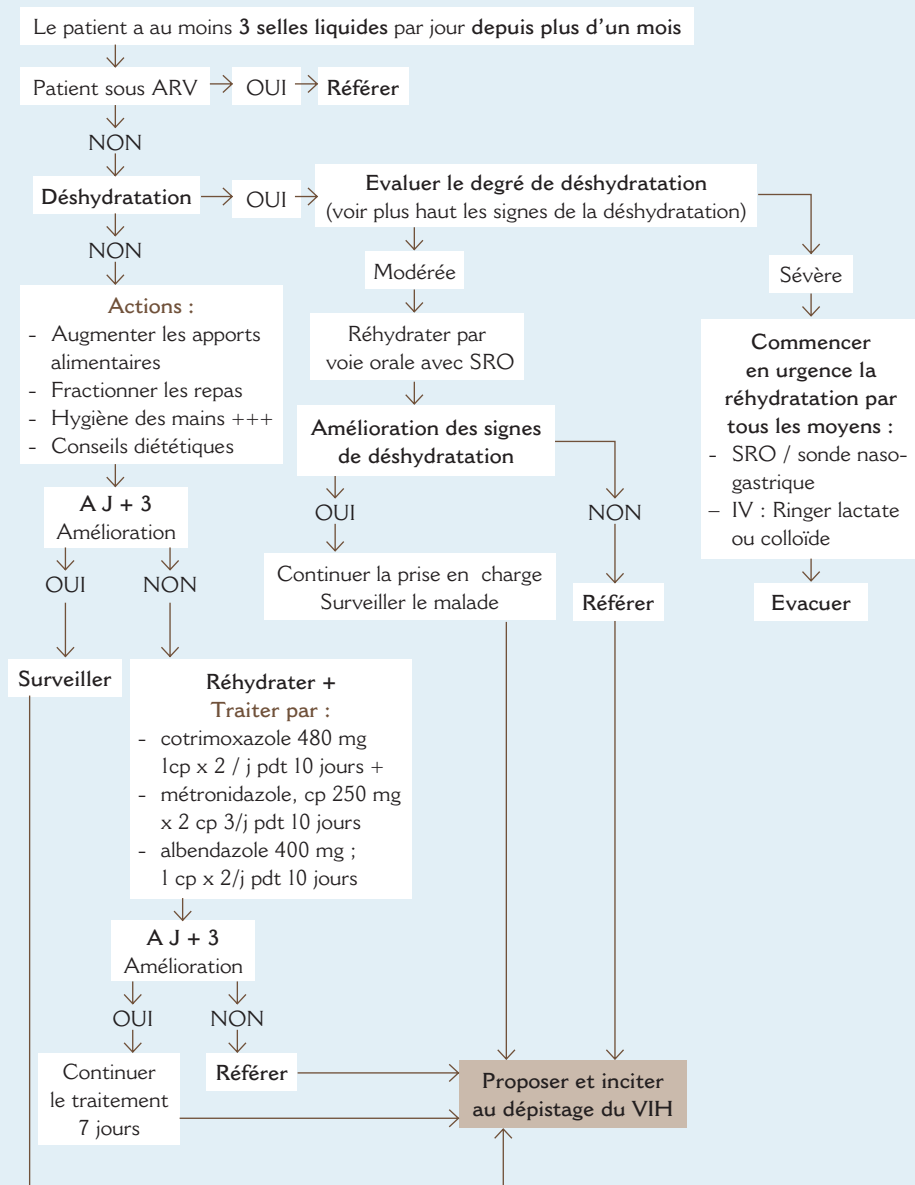 Le patient a au moins 3 selles liquides par jour depuis plus d'un mois
Patient sous ARV
OUI
Référer
NON
Déshydratation
OUI
Evaluer le degré de déshydratation
(voir plus haut les signes de la déshydratation)
NON
Modérée
Sévère
Actions :
- Augmenter les apports
alimentaires
- Fractionner les repas
- Hygiène des mains +++
- Conseils diététiques
Réhydrater par
voie orale avec SRO
Commencer
en urgence la
réhydratation par
tous les moyens :
- SRO / sonde naso-
gastrique
– IV : Ringer lactate
ou colloïde
Amélioration des signes
de déshydratation
A J + 3
Amélioration
OUI
NON
OUI
NON
Continuer la prise en charge
Surveiller le malade
Référer
Evacuer
Surveiller
Réhydrater +
Traiter par :
- cotrimoxazole 480 mg
1cp x 2 / j pdt 10 jours +
- métronidazole, cp 250 mg
x 2 cp 3/j pdt 10 jours
- albendazole 400 mg ;
1 cp x 2/j pdt 10 jours
A J + 3
Amélioration
OUI
NON
Continuer
le traitement
7 jours
Référer
Proposer et inciter
au dépistage du VIH